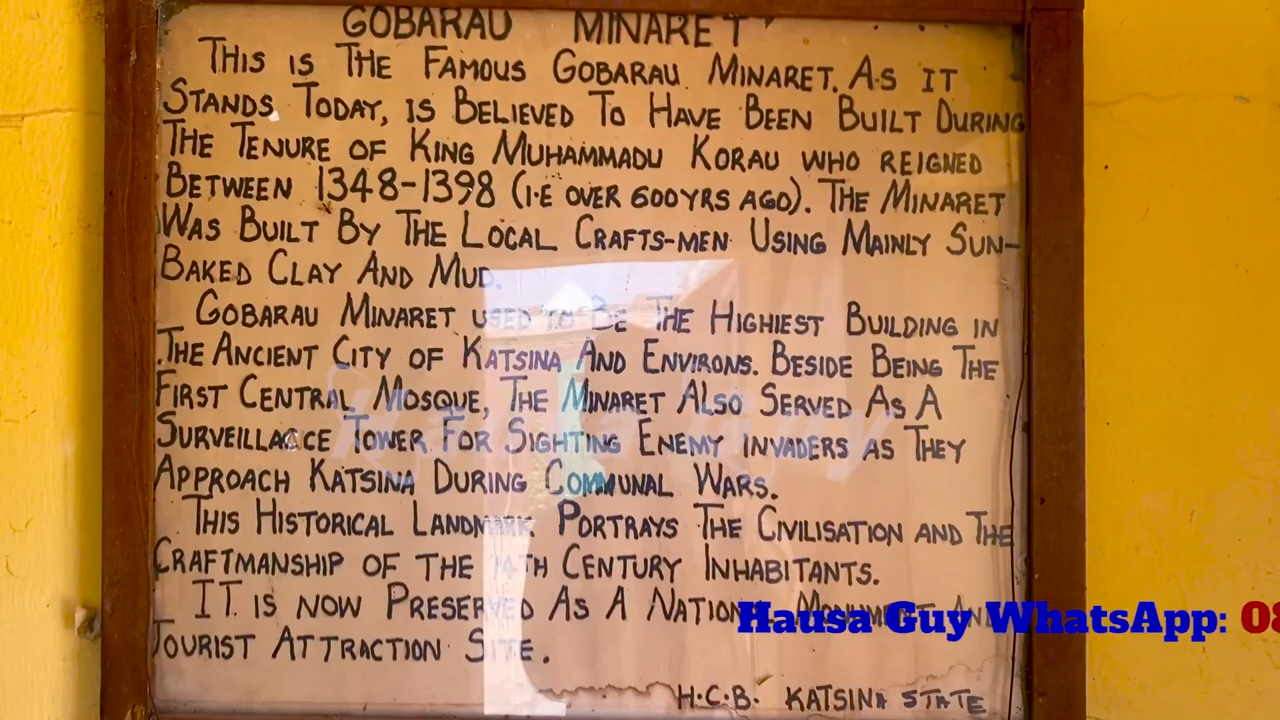 GOBARAU MINARET
THIS IS THE FAMOUS GOBARAU MINARET. AS IT
STANDS TODAY, IS BELIEVED TO HAVE BEEN BUILT DURING
THE TENURE OF KING MUHAMMADU KORAU WHO REIGNED
BETWEEN 1348-1398 (I.E OVER 600YRS AGO). THE MINARET
WAS BUILT BY THE LOCAL CRAFTS-MEN USING MAINLY SUN-
BAKED CLAY AND MUD.
GOBARAU MINARET USED TO BE THE HIGHIEST BUILDING IN
THE ANCIENT CITY OF KATSINA AND ENVIRONS. BESIDE BEING THE
FIRST CENTRAL MOSQUE, THE MINARET ALSO SERVED AS A
SURVEILLACCE TOWER FOR SIGHTING ENEMY INVADERS AS THEY
APPROACH KATSINA DURING COMMUNAL WARS.
THIS HISTORICAL LANDMARK PORTRAYS THE CIVILISATION AND THE
CRAFTMANSHIP OF THE 14TH CENTURY INHABITANTS.
IT. IS NOW PRESERVED AS A NATIONAL MONUMENT AND
TOURIST ATTRACTION SITE.
H.C.B. KATSINA STATE
Hausa Guy WhatsApp: 08